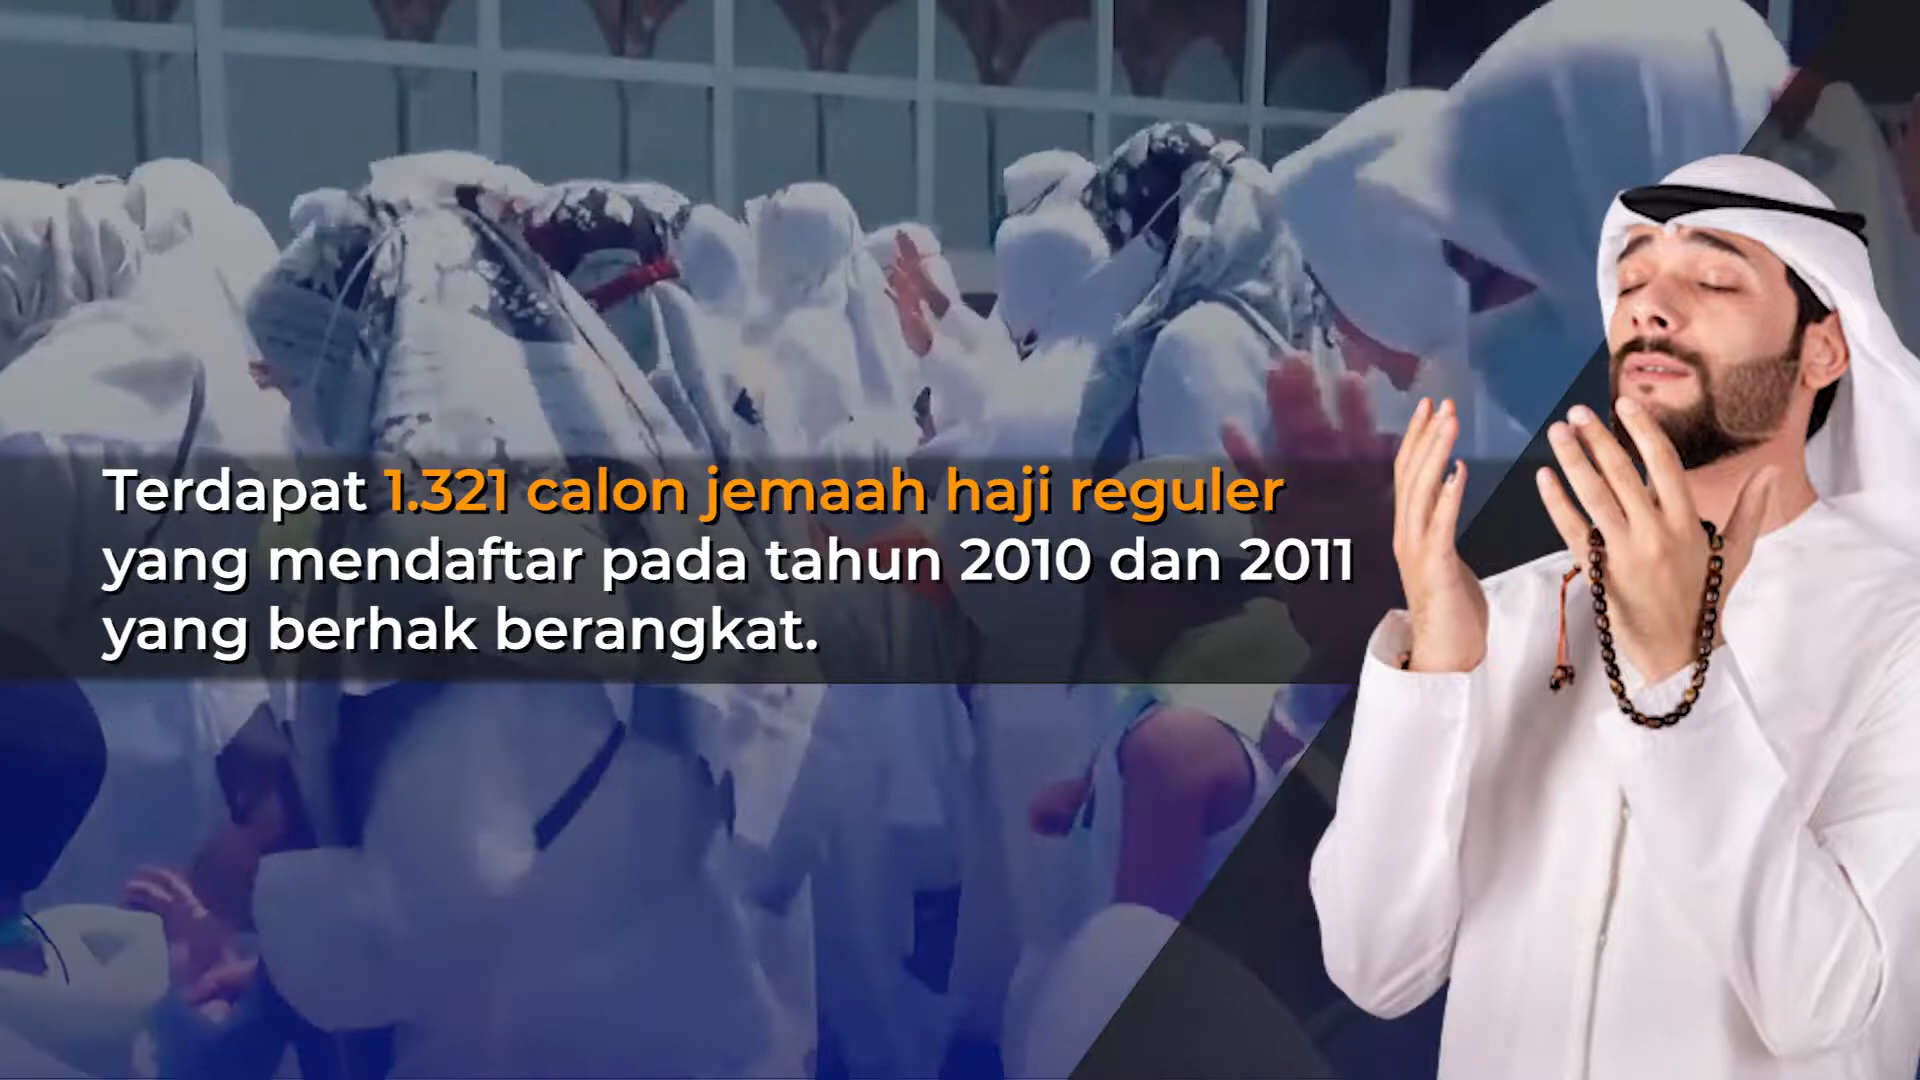 Terdapat 1.321 calon jemaah haji reguler
yang mendaftar pada tahun 2010 dan 2011
yang berhak berangkat.